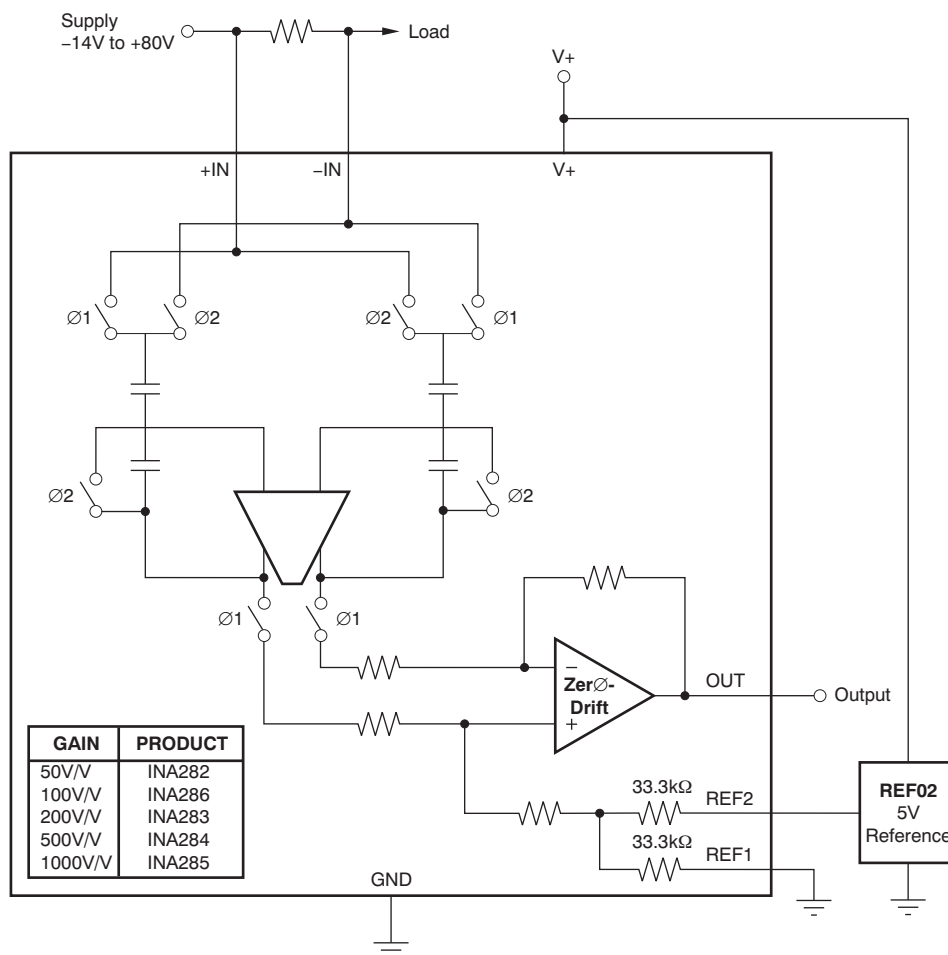 Supply
–14V to +80V
Load
V+
+IN
–IN
V+
Ø1
Ø2
Ø2
Ø1
Ø2
Ø2
Ø1
Ø1
ZerØ-
Drift
−
+
OUT
Output
GAIN PRODUCT
50V/V INA282
100V/V INA286
200V/V INA283
500V/V INA284
1000V/V INA285
33.3kΩ
REF2
33.3kΩ
REF1
REF02
5V
Reference
GND